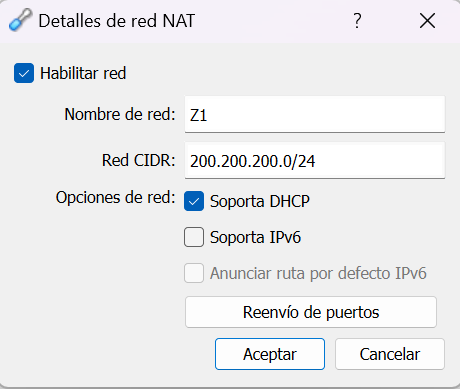 Detalles de red NAT
Habilitar red
Nombre de red: Z1
Red CIDR: 200.200.200.0/24
Opciones de red: Soporta DHCP
Soporta IPv6
Anunciar ruta por defecto IPv6
Reenvío de puertos
Aceptar Cancelar